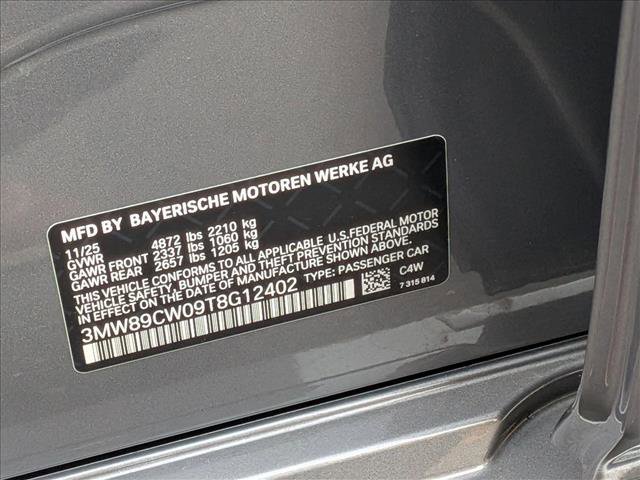 MFD BY BAYERISCHE MOTOREN WERKE AG
11/25
GVWR 4872 lbs 2210 kg
GAWR FRONT 2337 lbs 1060 kg
GAWR REAR 2657 lbs 1205 kg
THIS VEHICLE CONFORMS TO ALL APPLICABLE U.S.FEDERAL MOTOR
VEHICLE SAFETY, BUMPER, AND THEFT PREVENTION STANDARDS
IN EFFECT ON THE DATE OF MANUFACTURE SHOWN ABOVE.
3MW89CW09T8G12402 TYPE: PASSENGER CAR
C4W
7 315 814